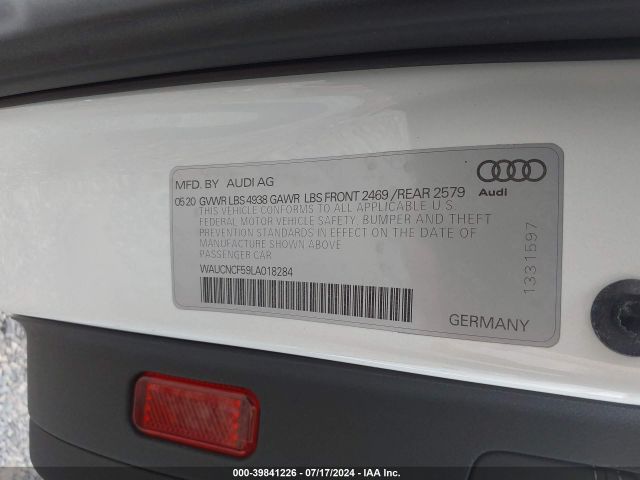 MFD. BY AUDI AG
Audi
05 20 GVWR LBS 4938 GAWR LBS FRONT 2469 / REAR 2579
THIS VEHICLE CONFORMS TO ALL APPLICABLE U.S.
FEDERAL MOTOR VEHICLE SAFETY, BUMPER AND THEFT
PREVENTION STANDARDS IN EFFECT ON THE DATE OF
MANUFACTURE SHOWN ABOVE
PASSENGER CAR
WAUCNCF59LA018284
1331597
GERMANY
000-39841226 - 07/17/2024 - IAA Inc.